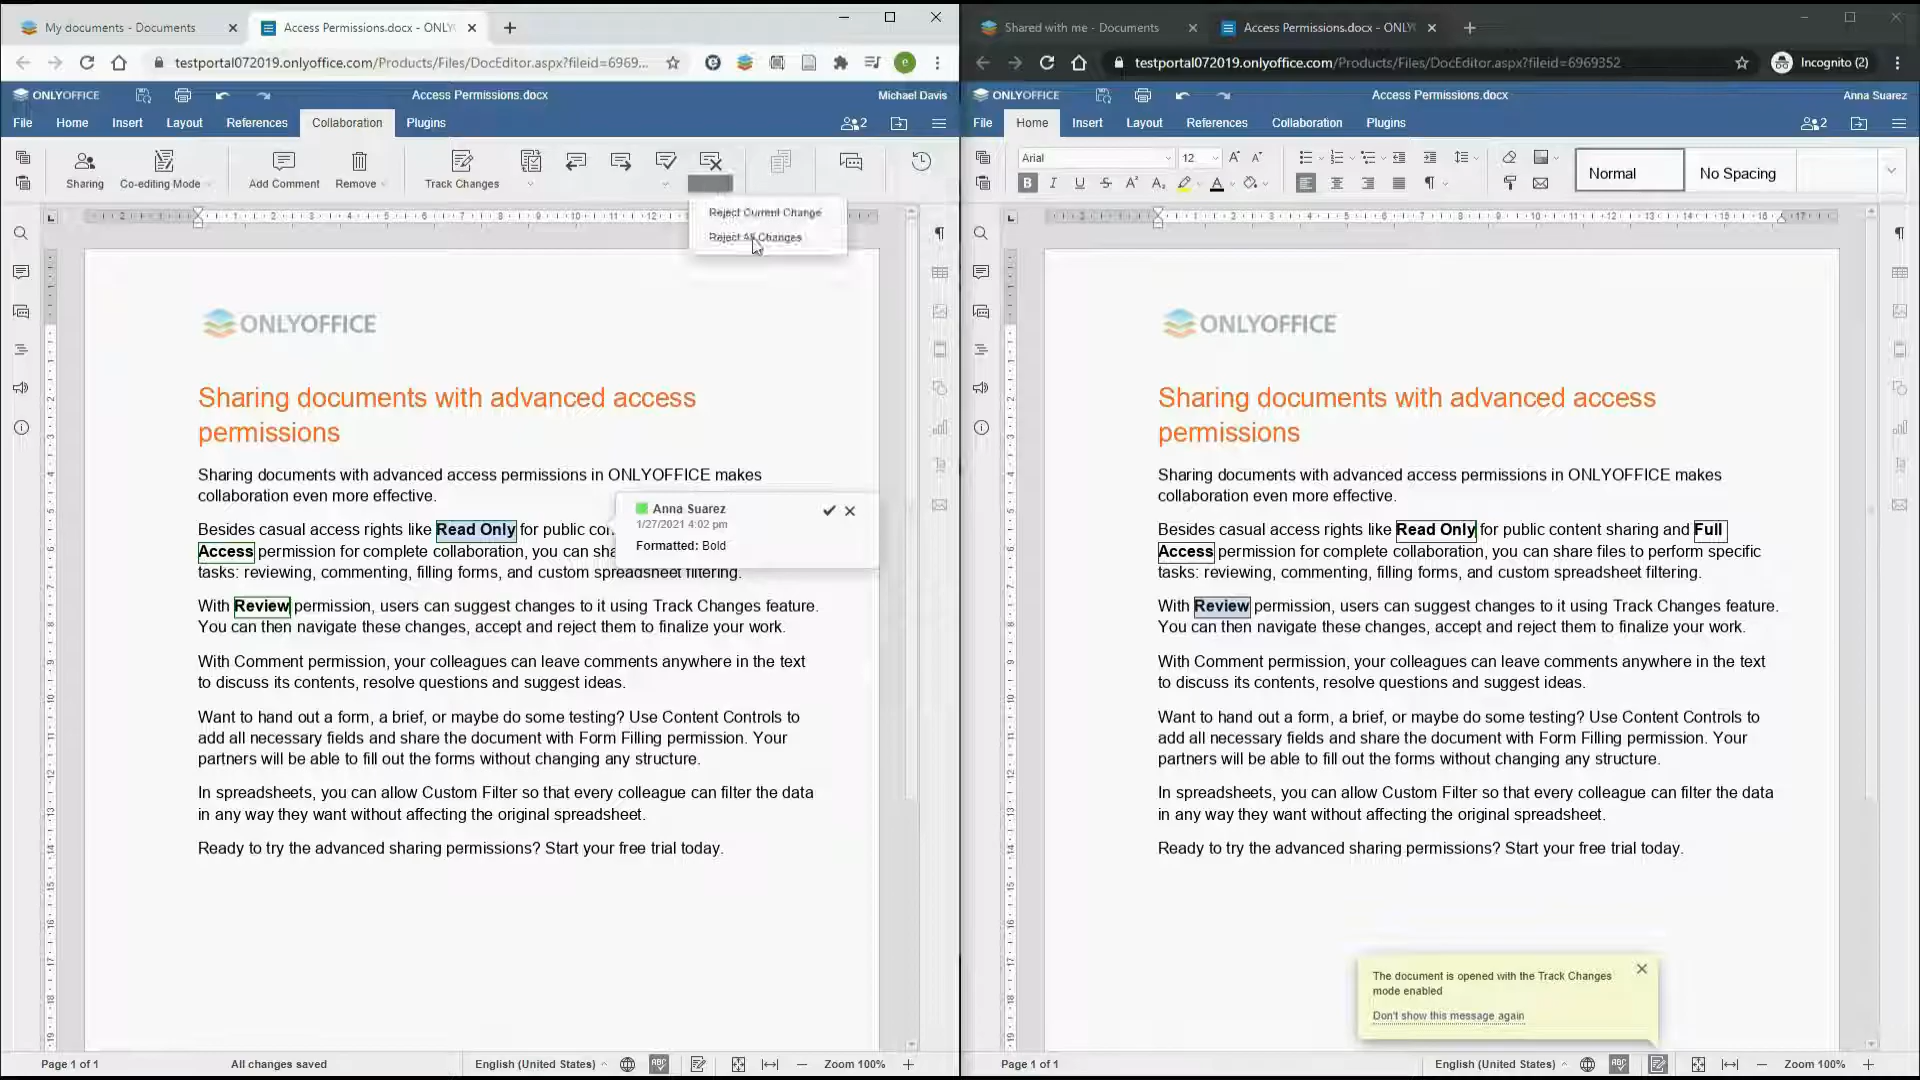 My documents - Documents
Access Permissions.docx - ONLY
testportal072019.onlyoffice.com/Products/Files/DocEditor.aspx?fileid=6969...
ONLYOFFICE
Access Permissions.docx
Michael Davis
File Home Insert Layout References Collaboration Plugins
2
Sharing
Co-editing Mode
Add Comment
Remove
Track Changes
Reject Current Change
Reject All Changes
ONLYOFFICE
Sharing documents with advanced access
permissions
Sharing documents with advanced access permissions in ONLYOFFICE makes
collaboration even more effective.
Besides casual access rights like Read Only for public
Access permission for complete collaboration, you can
tasks: reviewing, commenting, filling forms, and custom spreadsheet filtering.
Anna Suarez
1/27/2021 4:02 pm
Formatted: Bold
With Review permission, users can suggest changes to it using Track Changes feature.
You can then navigate these changes, accept and reject them to finalize your work.
With Comment permission, your colleagues can leave comments anywhere in the text
to discuss its contents, resolve questions and suggest ideas.
Want to hand out a form, a brief, or maybe do some testing? Use Content Controls to
add all necessary fields and share the document with Form Filling permission. Your
partners will be able to fill out the forms without changing any structure.
In spreadsheets, you can allow Custom Filter so that every colleague can filter the data
in any way they want without affecting the original spreadsheet.
Ready to try the advanced sharing permissions? Start your free trial today.
Page 1 of 1
All changes saved
English (United States)
ABC
Zoom 100%
Shared with me - Documents
Access Permissions.docx - ONLY
testportal072019.onlyoffice.com/Products/Files/DocEditor.aspx?fileid=6969352
Incognito (2)
ONLYOFFICE
Access Permissions.docx
Anna Suarez
File Home Insert Layout References Collaboration Plugins
2
Arial
12
Normal
No Spacing
ONLYOFFICE
Sharing documents with advanced access
permissions
Sharing documents with advanced access permissions in ONLYOFFICE makes
collaboration even more effective.
Besides casual access rights like Read Only for public content sharing and Full
Access permission for complete collaboration, you can share files to perform specific
tasks: reviewing, commenting, filling forms, and custom spreadsheet filtering.
With Review permission, users can suggest changes to it using Track Changes feature.
You can then navigate these changes, accept and reject them to finalize your work.
With Comment permission, your colleagues can leave comments anywhere in the text
to discuss its contents, resolve questions and suggest ideas.
Want to hand out a form, a brief, or maybe do some testing? Use Content Controls to
add all necessary fields and share the document with Form Filling permission. Your
partners will be able to fill out the forms without changing any structure.
In spreadsheets, you can allow Custom Filter so that every colleague can filter the data
in any way they want without affecting the original spreadsheet.
Ready to try the advanced sharing permissions? Start your free trial today.
The document is opened with the Track Changes
mode enabled
Don't show this message again
Page 1 of 1
English (United States)
ABC
Zoom 100%